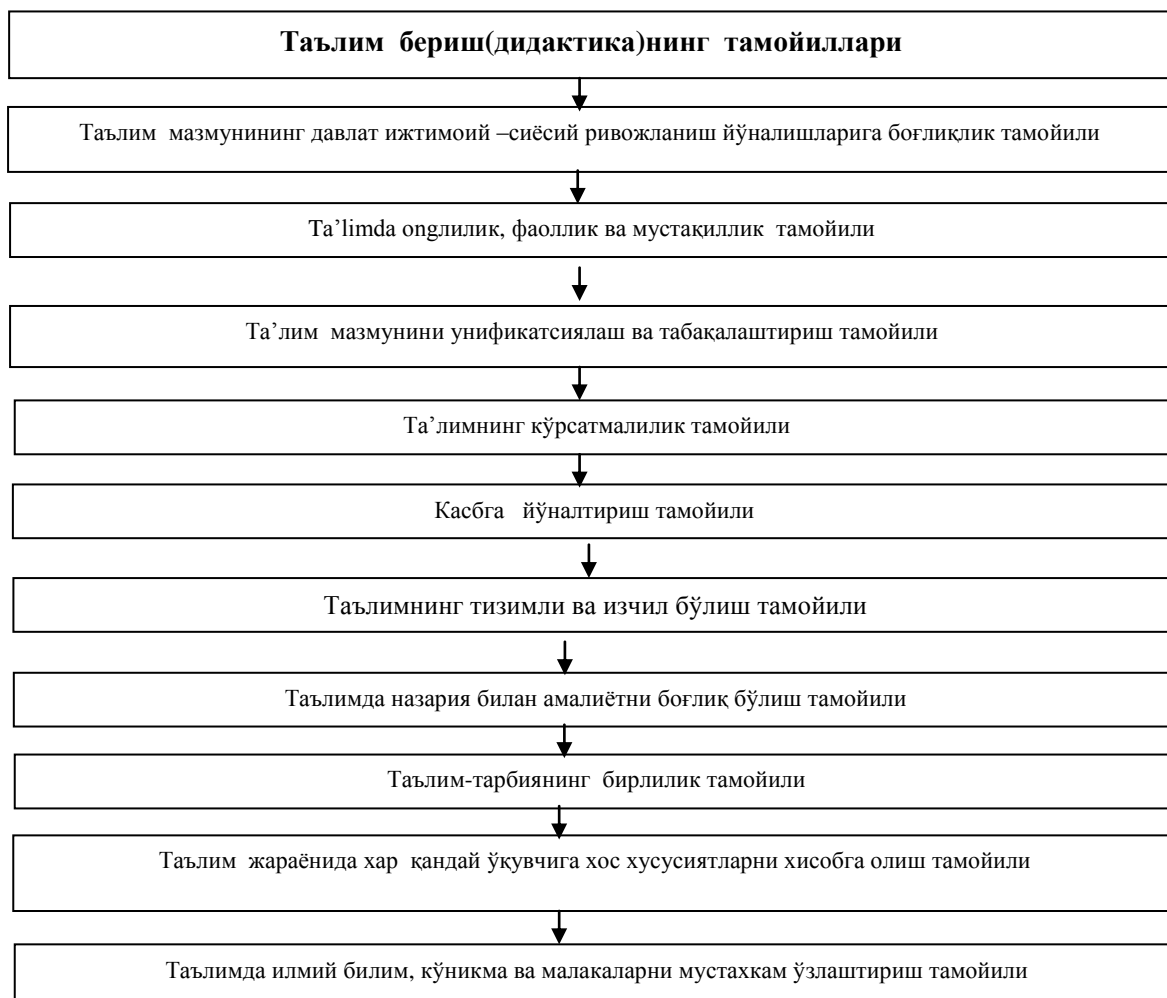 Таълим бериш(дидактика)нинг тамойиллари
Таълим мазмунининг давлат ижтимоий –сиёсий ривожланиш йўналишларига боғлиқлик тамойили
Ta’limda ongлилик, фаоллик ва мустақиллик тамойили
Та’лим мазмунини унификатсиялаш ва табақалаштириш тамойили
Та’лимнинг кўрсатмалилик тамойили
Касбга йўналтириш тамойили
Таълимнинг тизимли ва изчил бўлиш тамойили
Таълимда назария билан амалиётни боғлиқ бўлиш тамойили
Таълим-тарбиянинг бирлилик тамойили
Таълим жараёнида хар қандай ўқувчига хос хусусиятларни хисобга олиш тамойили
Таълимда илмий билим, кўникма ва малакаларни мустахкам ўзлаштириш тамойили